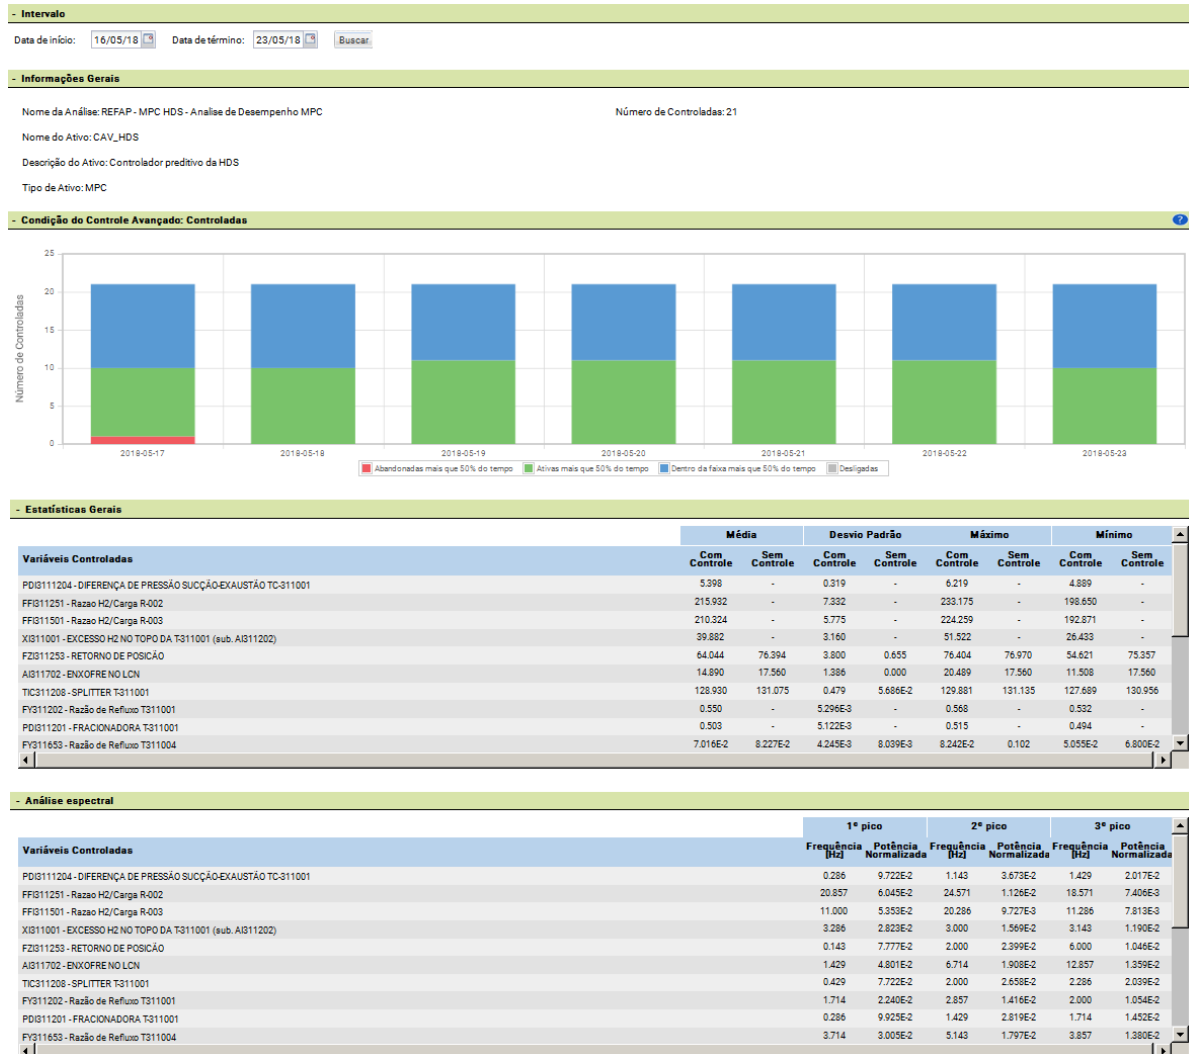 - Intervalo
Data de início: 16/05/18 Data de término: 23/05/18 Buscar
- Informações Gerais
Nome da Análise: REFAP - MPC HDS - Analise de Desempenho MPC Número de Controladas: 21
Nome do Ativo: CAV_HDS
Descrição do Ativo: Controlador preditivo da HDS
Tipo de Ativo: MPC
- Condição do Controle Avançado: Controladas ?
Número de Controladas
25
20
15
10
5
0
2018-05-17 2018-05-18 2018-05-19 2018-05-20 2018-05-21 2018-05-22 2018-05-23
Abandonadas mais que 50% do tempo Ativas mais que 50% do tempo Dentro da faixa mais que 50% do tempo Desligadas
- Estatísticas Gerais
Média Desvio Padrão Máximo Mínimo
Variáveis Controladas Com Controle Sem Controle Com Controle Sem Controle Com Controle Sem Controle Com Controle Sem Controle
PDI3111204 - DIFERENÇA DE PRESSÃO SUCÇÃO-EXAUSTÃO TC-311001 5.398 - 0.319 - 6.219 - 4.889 -
FFI311251 - Razao H2/Carga R-002 215.932 - 7.332 - 233.175 - 198.650 -
FFI311501 - Razao H2/Carga R-003 210.324 - 5.775 - 224.259 - 192.871 -
XI311001 - EXCESSO H2 NO TOPO DA T-311001 (sub. AI311202) 39.882 - 3.160 - 51.522 - 26.433 -
FZI311253 - RETORNO DE POSICÃO 64.044 76.394 3.800 0.655 76.404 76.970 54.621 75.357
AI311702 - ENXOFRE NO LCN 14.890 17.560 1.386 0.000 20.489 17.560 11.508 17.560
TIC311208 - SPLITTER T-311001 128.930 131.075 0.479 5.686E-2 129.881 131.135 127.689 130.956
FY311202 - Razão de Refluxo T311001 0.550 - 5.296E-3 - 0.568 - 0.532 -
PDI311201 - FRACIONADORA T-311001 0.503 - 5.122E-3 - 0.515 - 0.494 -
FY311653 - Razão de Refluxo T311004 7.016E-2 8.227E-2 4.245E-3 8.039E-3 8.242E-2 0.102 5.055E-2 6.800E-2
- Análise espectral
1º pico 2º pico 3º pico
Variáveis Controladas Frequência [Hz] Potência Normalizada Frequência [Hz] Potência Normalizada Frequência [Hz] Potência Normalizada
PDI3111204 - DIFERENÇA DE PRESSÃO SUCÇÃO-EXAUSTÃO TC-311001 0.286 9.722E-2 1.143 3.673E-2 1.429 2.017E-2
FFI311251 - Razao H2/Carga R-002 20.857 6.045E-2 24.571 1.126E-2 18.571 7.406E-3
FFI311501 - Razao H2/Carga R-003 11.000 5.353E-2 20.286 9.727E-3 11.286 7.813E-3
XI311001 - EXCESSO H2 NO TOPO DA T-311001 (sub. AI311202) 3.286 2.823E-2 3.000 1.569E-2 3.143 1.190E-2
FZI311253 - RETORNO DE POSICÃO 0.143 7.777E-2 2.000 2.399E-2 6.000 1.046E-2
AI311702 - ENXOFRE NO LCN 1.429 4.801E-2 6.714 1.908E-2 12.857 1.359E-2
TIC311208 - SPLITTER T-311001 0.429 7.722E-2 2.000 2.658E-2 2.286 2.039E-2
FY311202 - Razão de Refluxo T311001 1.714 2.240E-2 2.857 1.416E-2 2.000 1.054E-2
PDI311201 - FRACIONADORA T-311001 0.286 9.925E-2 1.429 2.819E-2 1.714 1.452E-2
FY311653 - Razão de Refluxo T311004 3.714 3.005E-2 5.143 1.797E-2 3.857 1.380E-2